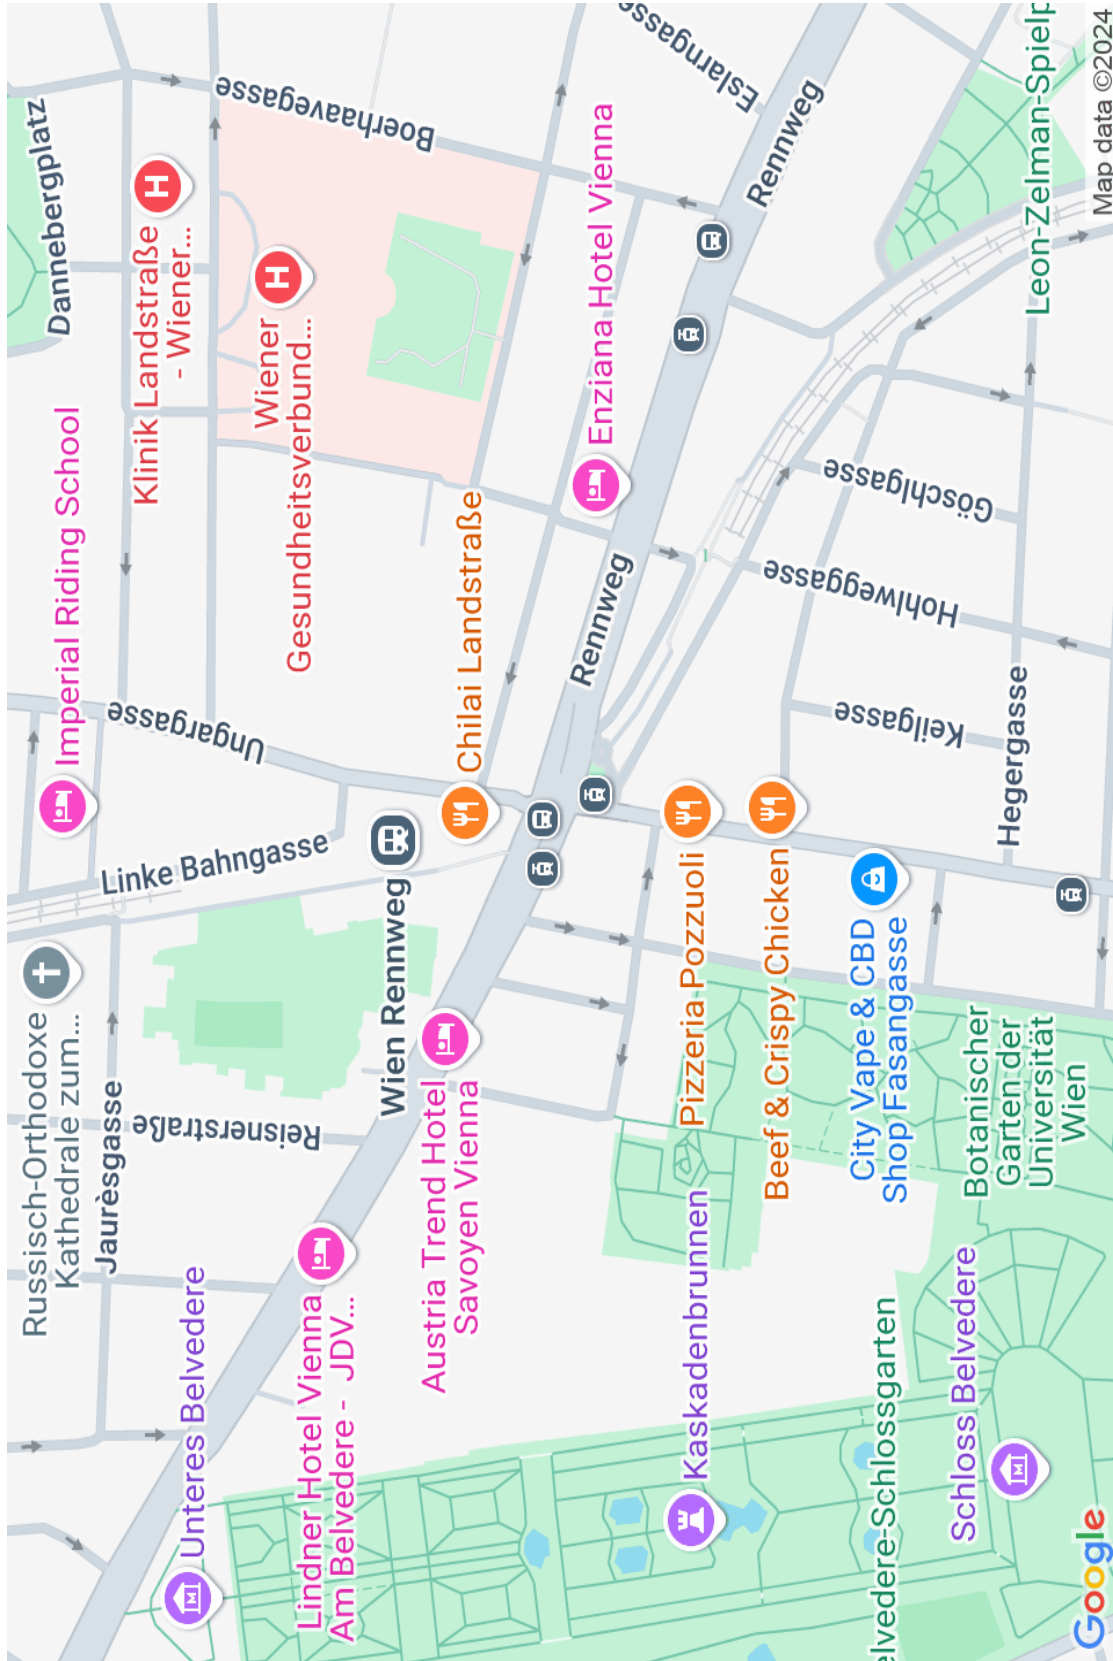 Russisch-Orthodoxe
Kathedrale zum...
Imperial Riding School
Dannebergplatz
Jaurèsgasse
Linke Bahngasse
Ungargasse
Klinik Landstraße
- Wiener...
Unteres Belvedere
Reisnerstraße
Boerhaavegasse
Wiener
Gesundheitsverbund...
Lindner Hotel Vienna
Am Belvedere - JDV...
Wien Rennweg
Austria Trend Hotel
Savoyen Vienna
Chilai Landstraße
Enziana Hotel Vienna
Eslarngasse
Rennweg
Rennweg
Kaskadenbrunnen
Pizzeria Pozzuoli
Beef & Crispy Chicken
Hohlweggasse
Göschlgasse
Keilgasse
City Vape & CBD
Shop Fasangasse
elvedere-Schlossgarten
Schloss Belvedere
Botanischer
Garten der
Universität
Wien
Hegergasse
Leon-Zelman-Spielp
Google
Map data ©2024